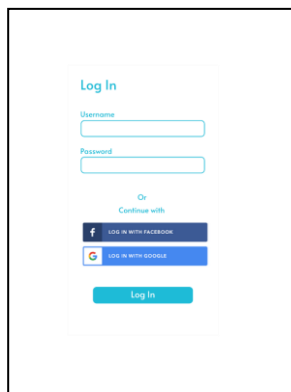 Log In
Username
Password
Or
Continue with
f LOG IN WITH FACEBOOK
G LOG IN WITH GOOGLE
Log In